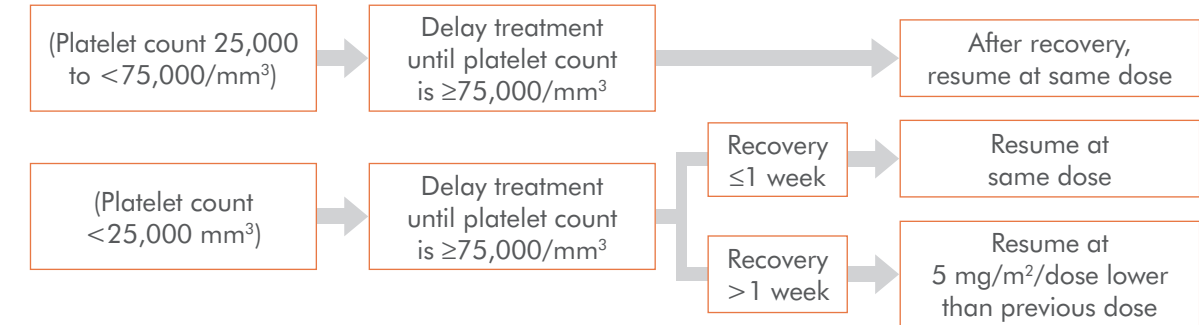 (Platelet count 25,000
to <75,000/mm³)
Delay treatment
until platelet count
is ≥75,000/mm³
After recovery,
resume at same dose
(Platelet count
<25,000 mm³)
Delay treatment
until platelet count
is ≥75,000/mm³
Recovery
≤1 week
Resume at
same dose
Recovery
>1 week
Resume at
5 mg/m²/dose lower
than previous dose